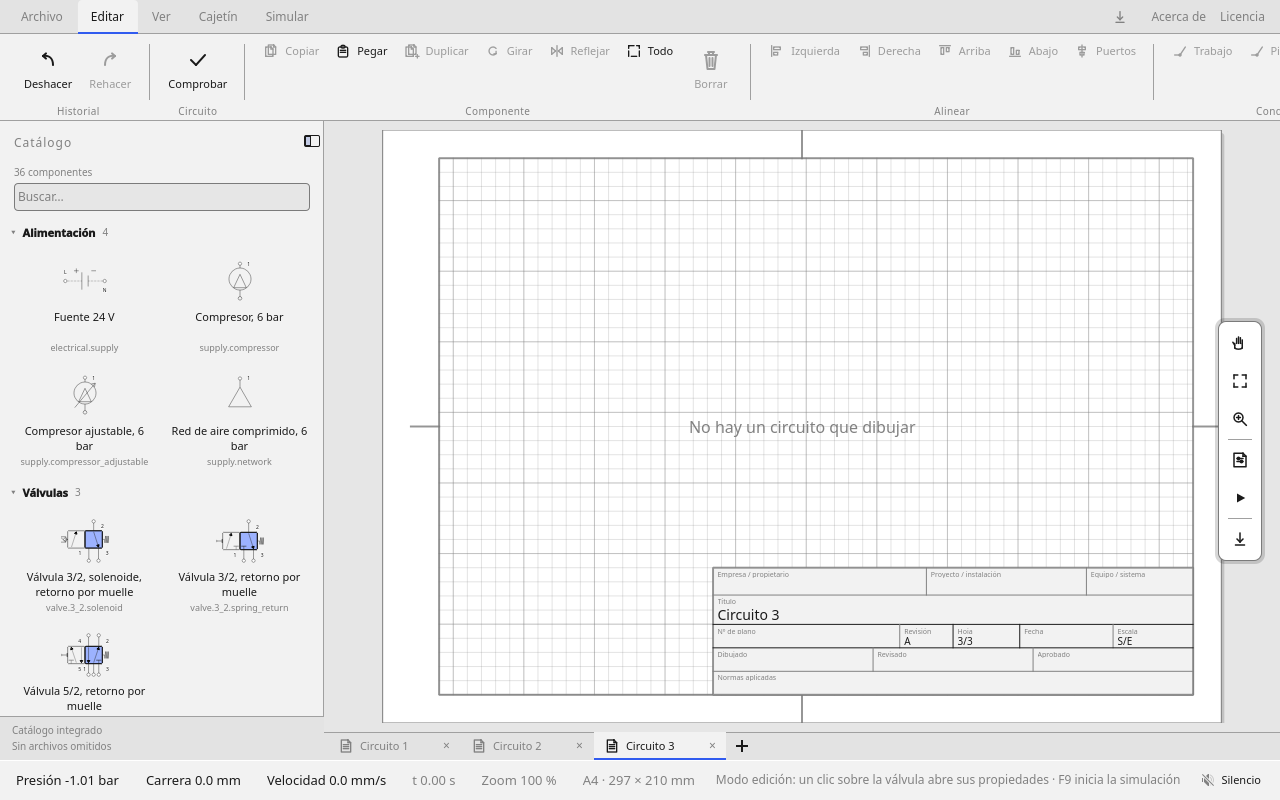 Archivo Editar Ver Cajetín Simular Acerca de Licencia
Deshacer Rehacer Comprobar Copiar Pegar Duplicar Girar Reflejar Todo Borrar Izquierda Derecha Arriba Abajo Puertos Trabajo
Historial Circuito Componente Alinear
Catálogo
36 componentes
Buscar...
Alimentación 4
Fuente 24 V
electrical.supply
Compresor, 6 bar
supply.compressor
Compresor ajustable, 6
bar
supply.compressor_adjustable
Red de aire comprimido, 6
bar
supply.network
Válvulas 3
Válvula 3/2, solenoide,
retorno por muelle
valve.3_2.solenoid
Válvula 3/2, retorno por
muelle
valve.3_2.spring_return
Válvula 5/2, retorno por
muelle
Catálogo integrado
Sin archivos omitidos
No hay un circuito que dibujar
Empresa / propietario Proyecto / instalación Equipo / sistema
Título
Circuito 3
Nº de plano Revisión Hoja Fecha Escala
A 3/3 S/E
Dibujado Revisado Aprobado
Normas aplicadas
Circuito 1 × Circuito 2 × Circuito 3 ×
Presión -1.01 bar Carrera 0.0 mm Velocidad 0.0 mm/s t 0.00 s Zoom 100 % A4 · 297 × 210 mm Modo edición: un clic sobre la válvula abre sus propiedades · F9 inicia la simulación Silencio